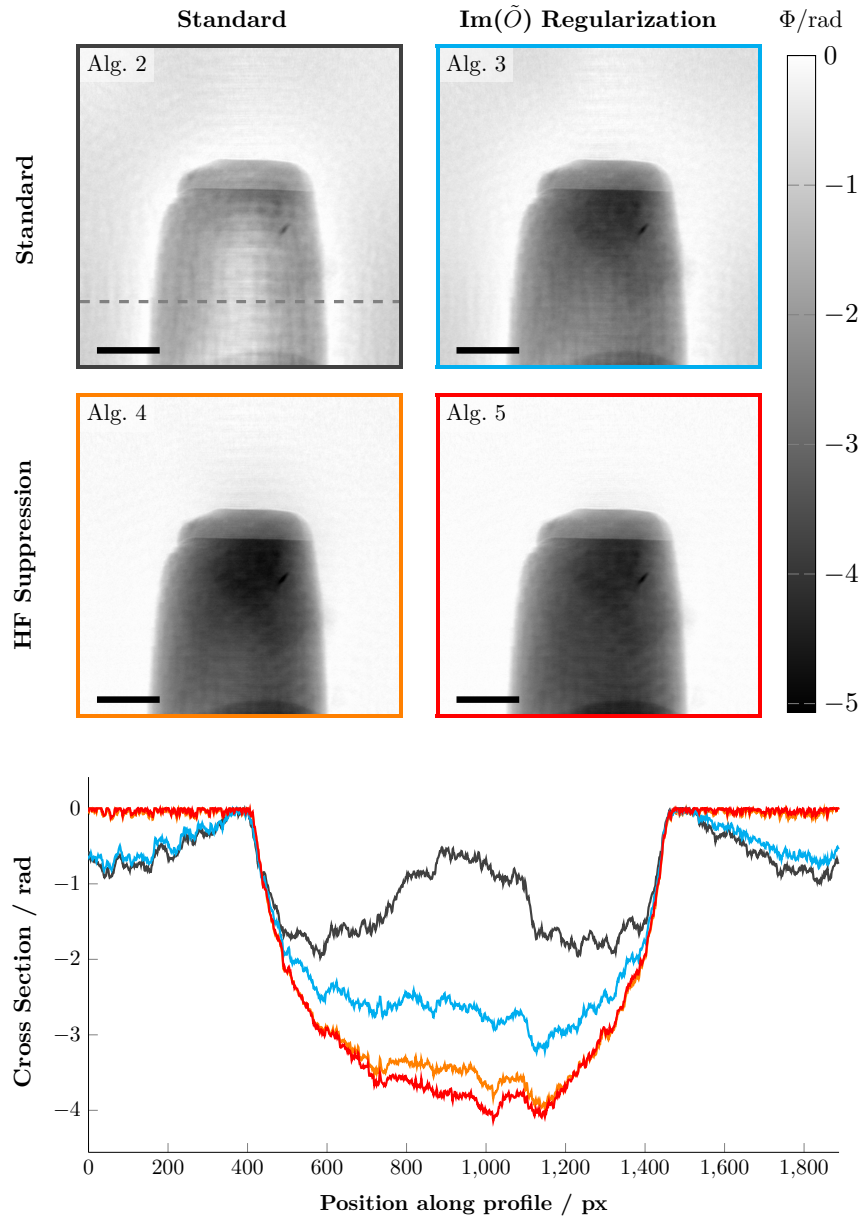 Standard
Im(Õ) Regularization
Φ/rad
Standard
Alg. 2
Alg. 3
HF Suppression
Alg. 4
Alg. 5
0
−1
−2
−3
−4
−5
Cross Section / rad
0
−1
−2
−3
−4
0 200 400 600 800 1,000 1,200 1,400 1,600 1,800
Position along profile / px